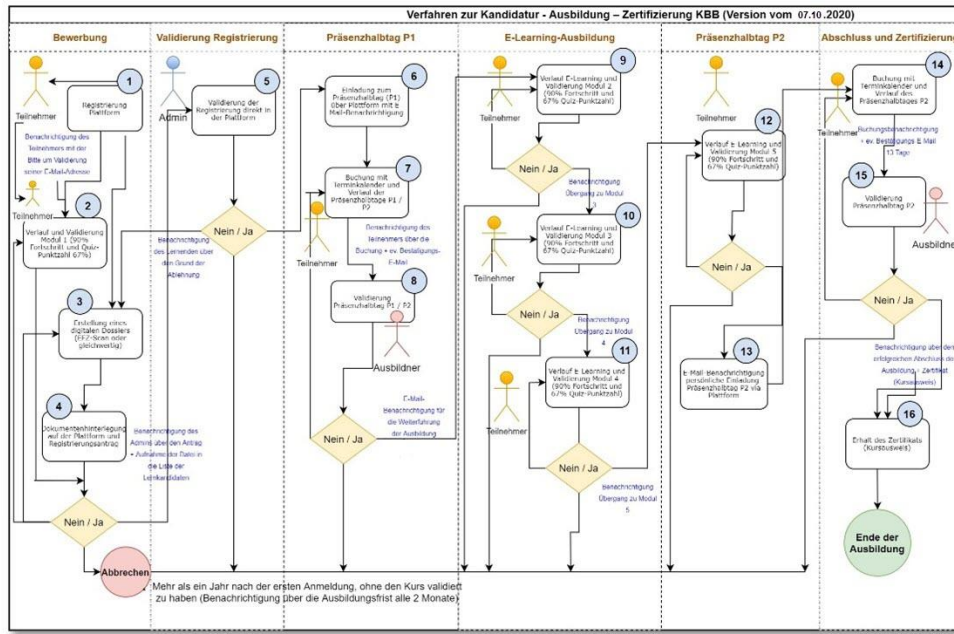 Verfahren zur Kandidatur - Ausbildung – Zertifizierung KBB (Version vom 07.10.2020)
Bewerbung
Validierung Registrierung
Präsenzhalbtag P1
E-Learning-Ausbildung
Präsenzhalbtag P2
Abschluss und Zertifizierung
1
Registrierung
Plattform
Teilnehmer
Benachrichtigung des
Teilnehmers mit der
Bitte um Validierung
seiner E-Mail-Adresse
Teilnehmer
2
Verlauf und Validierung
Modul 1 (90%
Fortschritt und Quiz-
Punktzahl 67%)
3
Erstellung eines
digitalen Dossiers
(EFZ-Scan oder
gleichwertig)
4
Dokumentenhinterlegung
auf der Plattform und
Registrierungsantrag
Benachrichtigung des
Admins über den Antrag
+ Aufnahme der Datei in
die Liste der
Lernkandidaten
Nein / Ja
Abbrechen
Mehr als ein Jahr nach der ersten Anmeldung, ohne den Kurs validiert
zu haben (Benachrichtigung über die Ausbildungsfrist alle 2 Monate)
Admin
5
Validierung der
Registrierung direkt in
der Plattform
Nein / Ja
Benachrichtigung
des Lernenden über
den Grund der
Ablehnung
6
Einladung zum
Präsenzhalbtag (P1)
über Plattform mit E
Mail-Benachrichtigung
7
Buchung mit
Terminkalender und
Verlauf der
Präsenzhalbtage P1 /
P2
Teilnehmer
Benachrichtigung des
Teilnehmers über die
Buchung + ev. Bestätigungs-
E-Mail
8
Validierung
Präsenzhalbtag P1 / P2
Ausbildner
E-Mail-
Benachrichtigung für
die Weiterführung
der Ausbildung
Nein / Ja
9
Verlauf E-Learning und
Validierung Modul 2
(90% Fortschritt und
67% Quiz-Punktzahl)
Teilnehmer
Nein / Ja
Benachrichtigung
Übergang zu Modul
3
10
Verlauf E-Learning und
Validierung Modul 3
(90% Fortschritt und
67% Quiz-Punktzahl)
Teilnehmer
Nein / Ja
Benachrichtigung
Übergang zu Modul
4
11
Verlauf E-Learning und
Validierung Modul 4
(90% Fortschritt und
67% Quiz-Punktzahl)
Teilnehmer
Nein / Ja
Benachrichtigung
Übergang zu Modul
5
12
Verlauf E-Learning und
Validierung Modul 5
(90% Fortschritt und
67% Quiz-Punktzahl)
Teilnehmer
Nein / Ja
13
E-Mail-Benachrichtigung
persönliche Einladung
Präsenzhalbtag P2 via
Plattform
14
Buchung mit
Terminkalender und
Verlauf des
Präsenzhalbtages P2
Teilnehmer
Buchungsbenachrichtigung
+ ev. Bestätigungs E Mail
13 Tage
15
Validierung
Präsenzhalbtag P2
Ausbildner
Nein / Ja
Benachrichtigung über den
erfolgreichen Abschluss der
Ausbildung + Zertifikat
(Kursausweis)
16
Erhalt des Zertifikats
(Kursausweis)
Ende der
Ausbildung